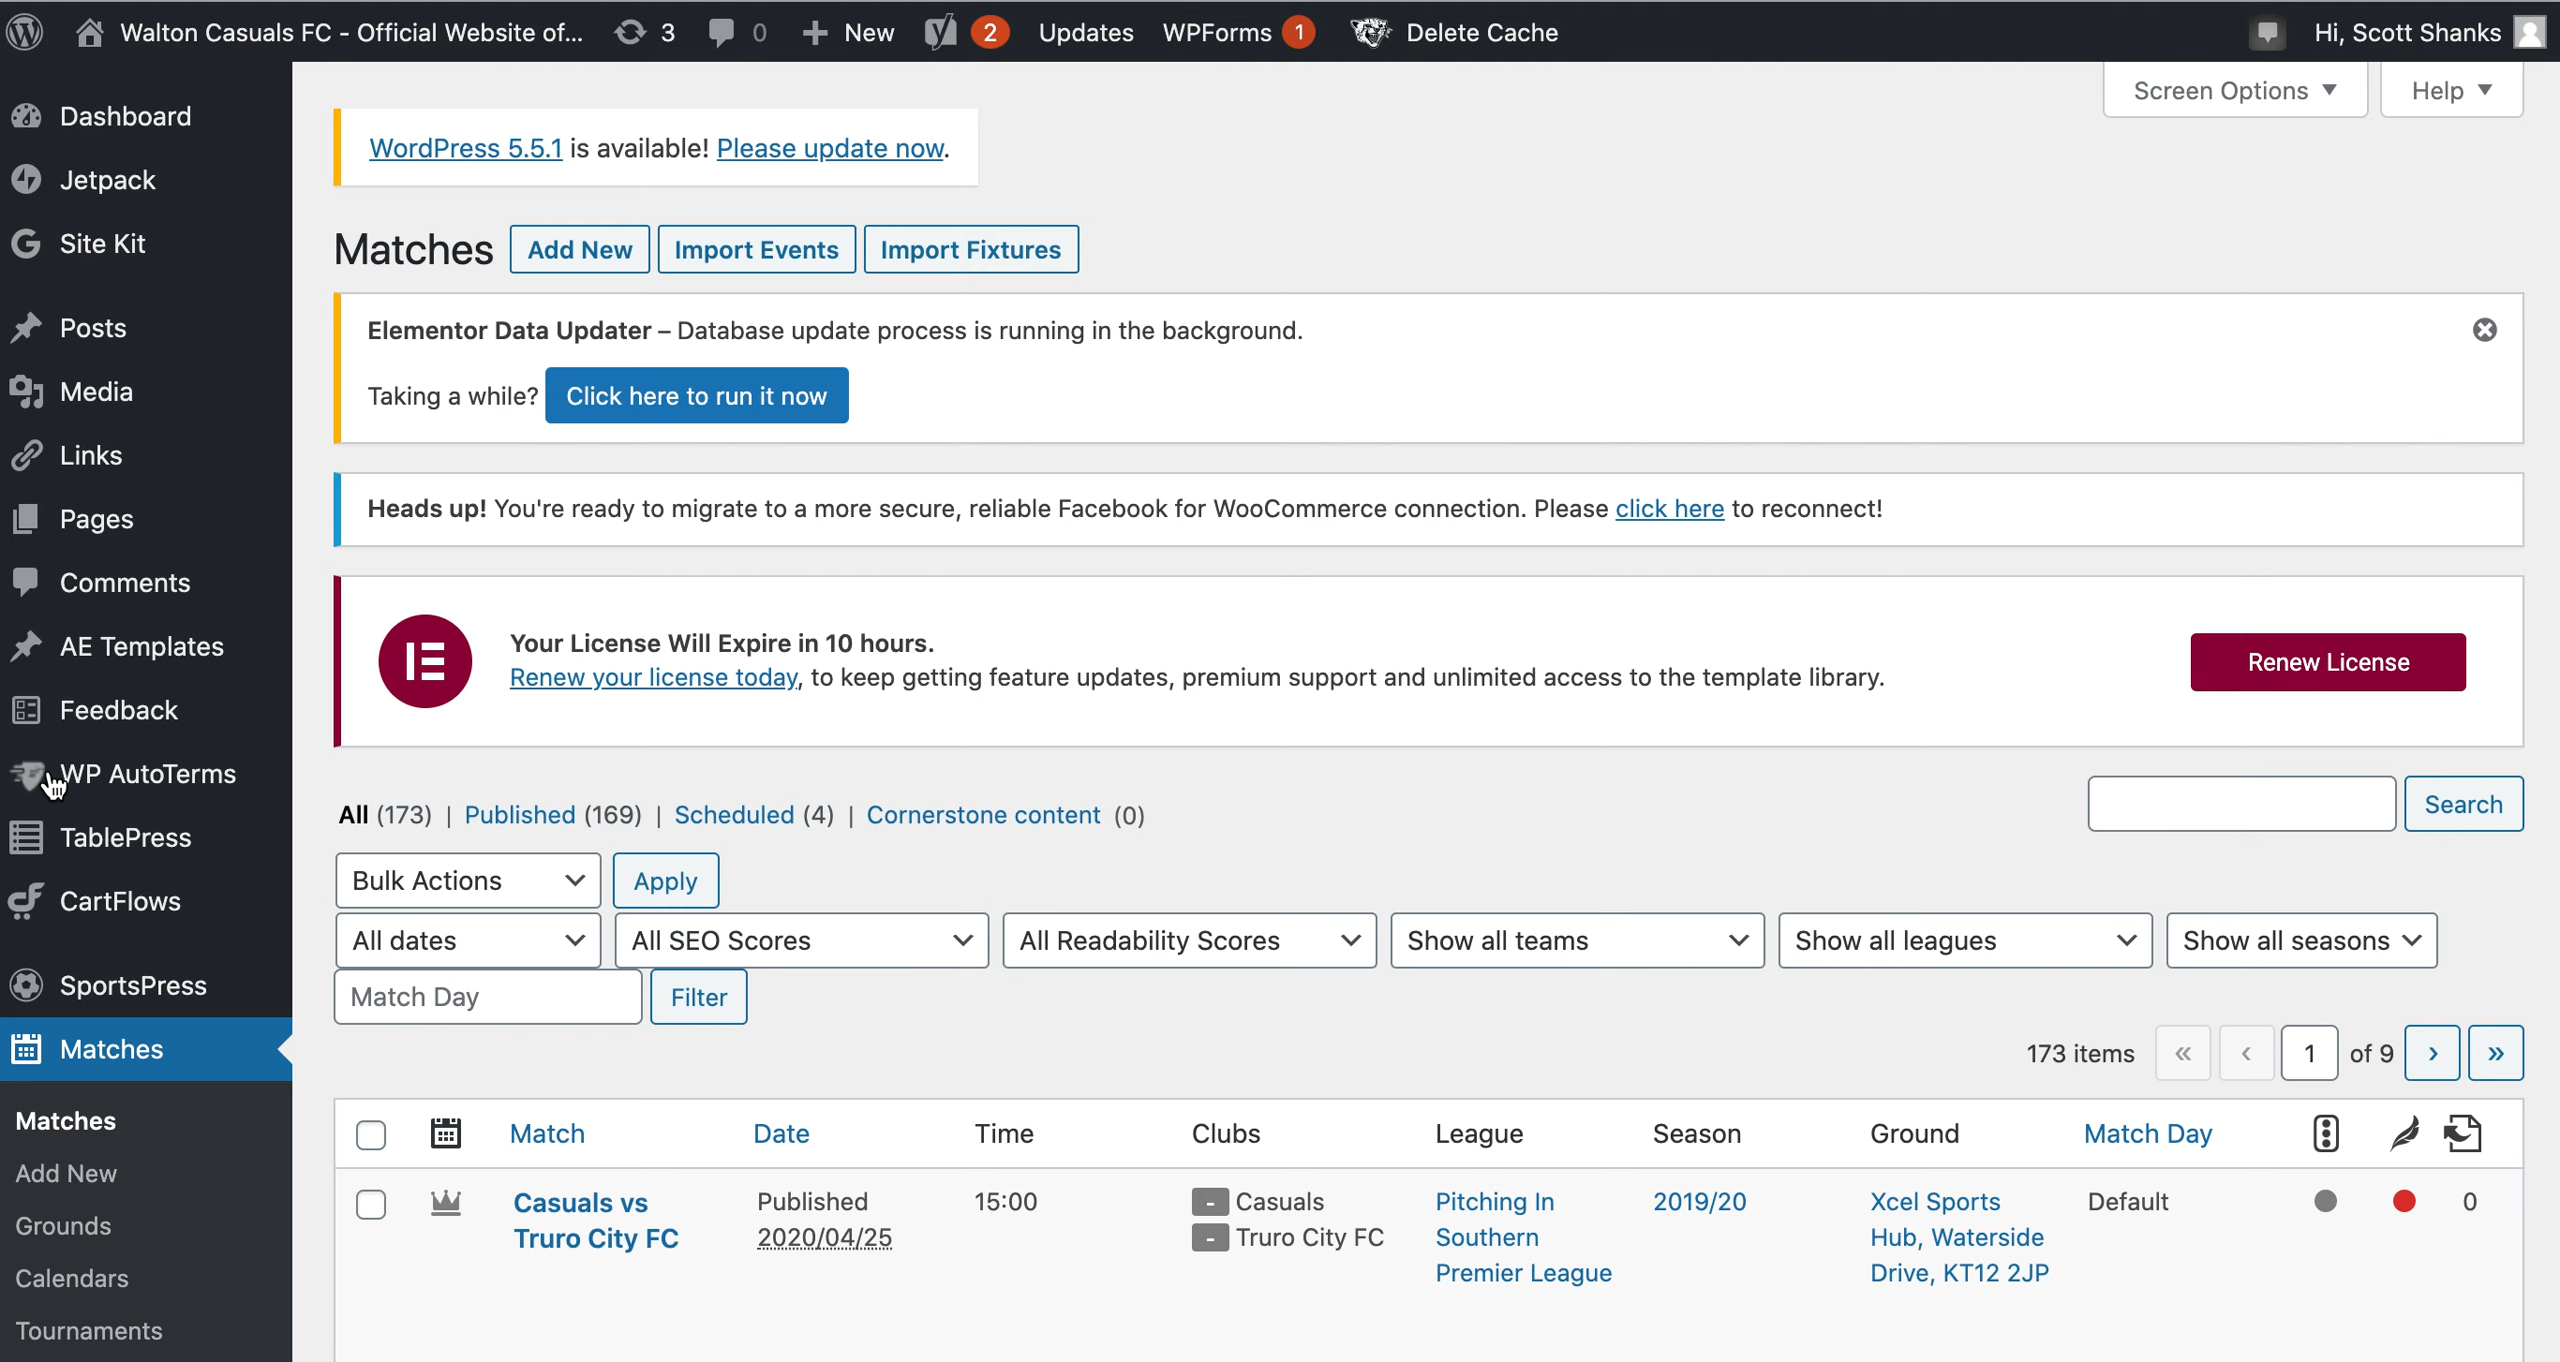 Walton Casuals FC - Official Website of... 3 0 New 2 Updates WPForms 1 Delete Cache Hi, Scott Shanks
Screen Options Help
Dashboard
Jetpack
Site Kit
Posts
Media
Links
Pages
Comments
AE Templates
Feedback
WP AutoTerms
TablePress
CartFlows
SportsPress
Matches
Matches
Add New
Grounds
Calendars
Tournaments
WordPress 5.5.1 is available! Please update now.
Matches Add New Import Events Import Fixtures
Elementor Data Updater – Database update process is running in the background.
Taking a while? Click here to run it now
Heads up! You're ready to migrate to a more secure, reliable Facebook for WooCommerce connection. Please click here to reconnect!
Your License Will Expire in 10 hours.
Renew your license today, to keep getting feature updates, premium support and unlimited access to the template library.
Renew License
All (173) | Published (169) | Scheduled (4) | Cornerstone content (0)
Search
Bulk Actions Apply
All dates All SEO Scores All Readability Scores Show all teams Show all leagues Show all seasons
Match Day Filter
173 items « ‹ 1 of 9 › »
Match Date Time Clubs League Season Ground Match Day
Casuals vs Published 15:00 - Casuals Pitching In 2019/20 Xcel Sports Default 0
Truro City FC 2020/04/25 - Truro City FC Southern Hub, Waterside
Premier League Drive, KT12 2JP